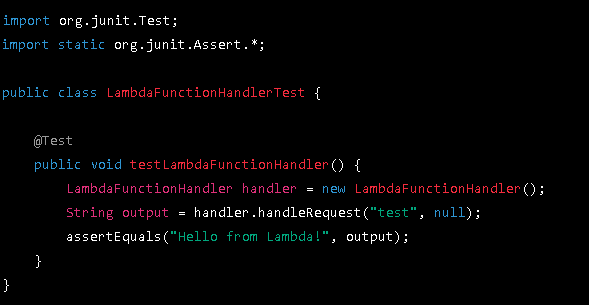 import org.junit.Test;
import static org.junit.Assert.*;
public class LambdaFunctionHandlerTest {
@Test
public void testLambdaFunctionHandler() {
LambdaFunctionHandler handler = new LambdaFunctionHandler();
String output = handler.handleRequest("test", null);
assertEquals("Hello from Lambda!", output);
}
}